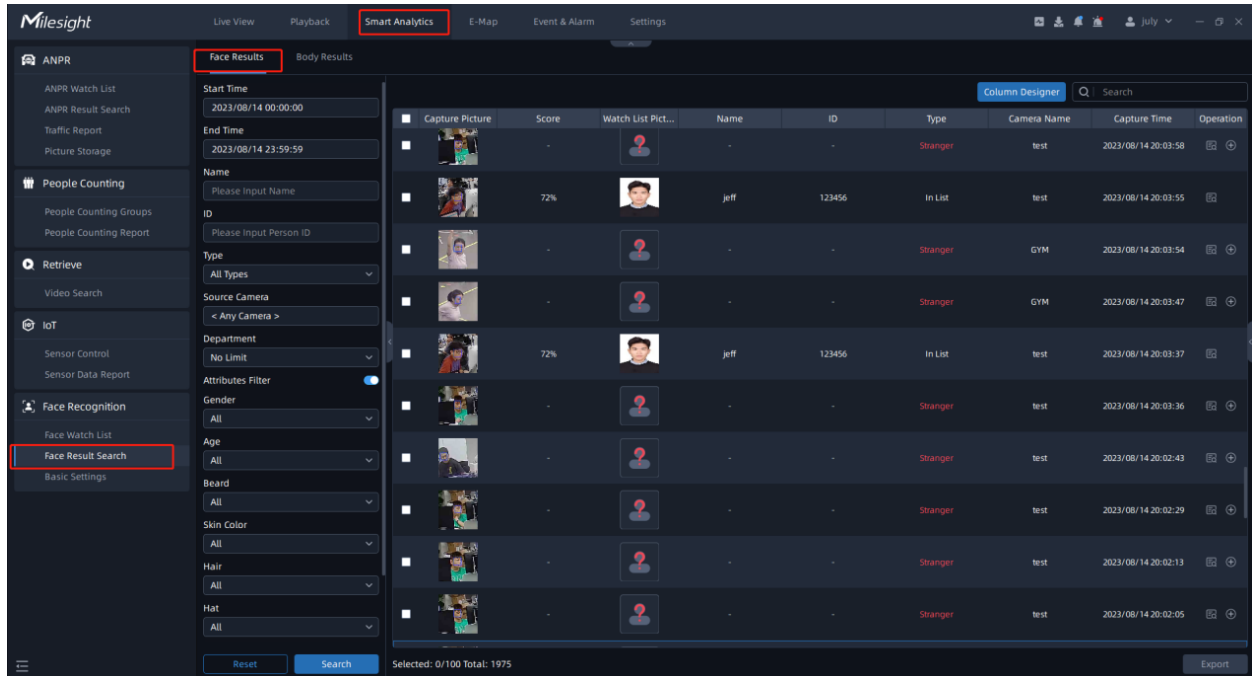 Milesight
Live View Playback Smart Analytics E-Map Event & Alarm Settings july
ANPR
ANPR Watch List
ANPR Result Search
Traffic Report
Picture Storage
People Counting
People Counting Groups
People Counting Report
Retrieve
Video Search
IoT
Sensor Control
Sensor Data Report
Face Recognition
Face Watch List
Face Result Search
Basic Settings
Face Results Body Results
Start Time
2023/08/14 00:00:00
End Time
2023/08/14 23:59:59
Name
Please Input Name
ID
Please Input Person ID
Type
All Types
Source Camera
< Any Camera >
Department
No Limit
Attributes Filter
Gender
All
Age
All
Beard
All
Skin Color
All
Hair
All
Hat
All
Reset Search
Column Designer Search
Capture Picture Score Watch List Pict... Name ID Type Camera Name Capture Time Operation
- - - Stranger test 2023/08/14 20:03:58
72% jeff 123456 In List test 2023/08/14 20:03:55
- - - Stranger GYM 2023/08/14 20:03:54
- - - Stranger GYM 2023/08/14 20:03:47
72% jeff 123456 In List test 2023/08/14 20:03:37
- - - Stranger test 2023/08/14 20:03:36
- - - Stranger test 2023/08/14 20:02:43
- - - Stranger test 2023/08/14 20:02:29
- - - Stranger test 2023/08/14 20:02:13
- - - Stranger test 2023/08/14 20:02:05
Selected: 0/100 Total: 1975 Export